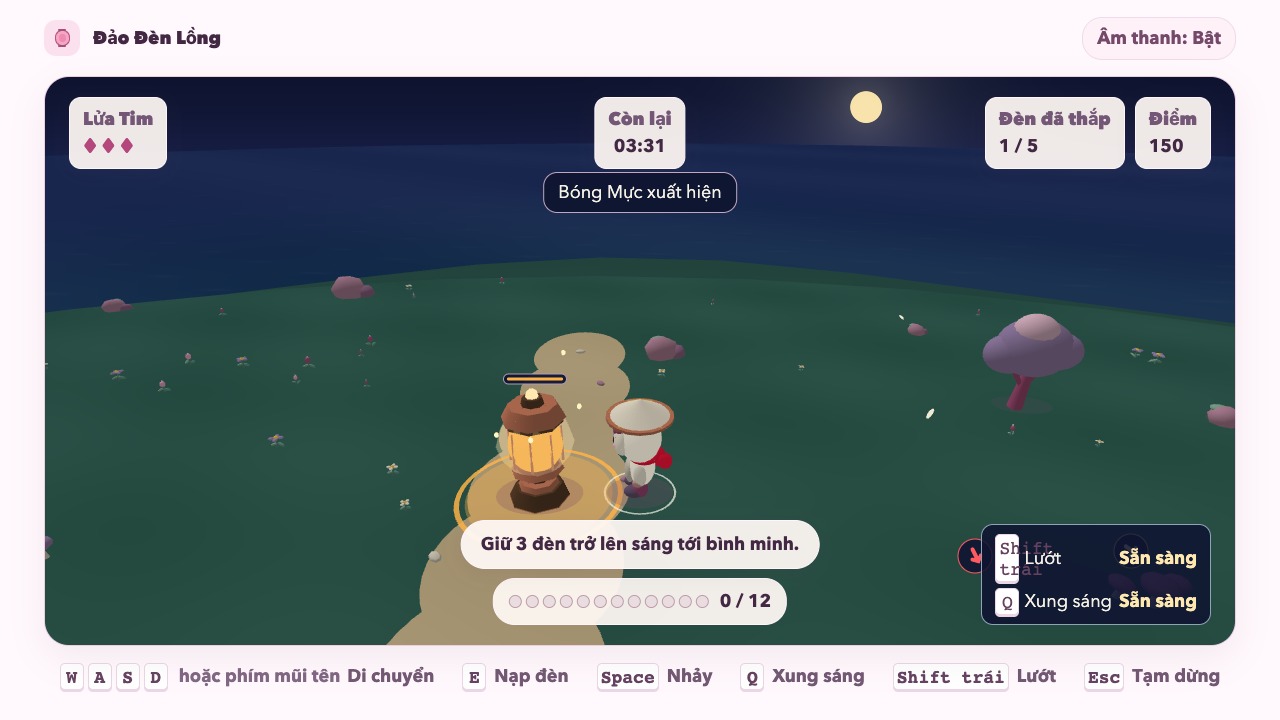 Đảo Đèn Lồng
Âm thanh: Bật
Lửa Tim
Còn lại
03:31
Đèn đã thắp
1 / 5
Điểm
150
Bóng Mực xuất hiện
Giữ 3 đèn trở lên sáng tới bình minh.
0 / 12
Shift trái Lướt Sẵn sàng
Q Xung sáng Sẵn sàng
W A S D hoặc phím mũi tên Di chuyển E Nạp đèn Space Nhảy Q Xung sáng Shift trái Lướt Esc Tạm dừng